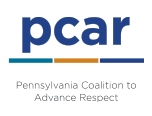 pcar
Pennsylvania Coalition to
Advance Respect